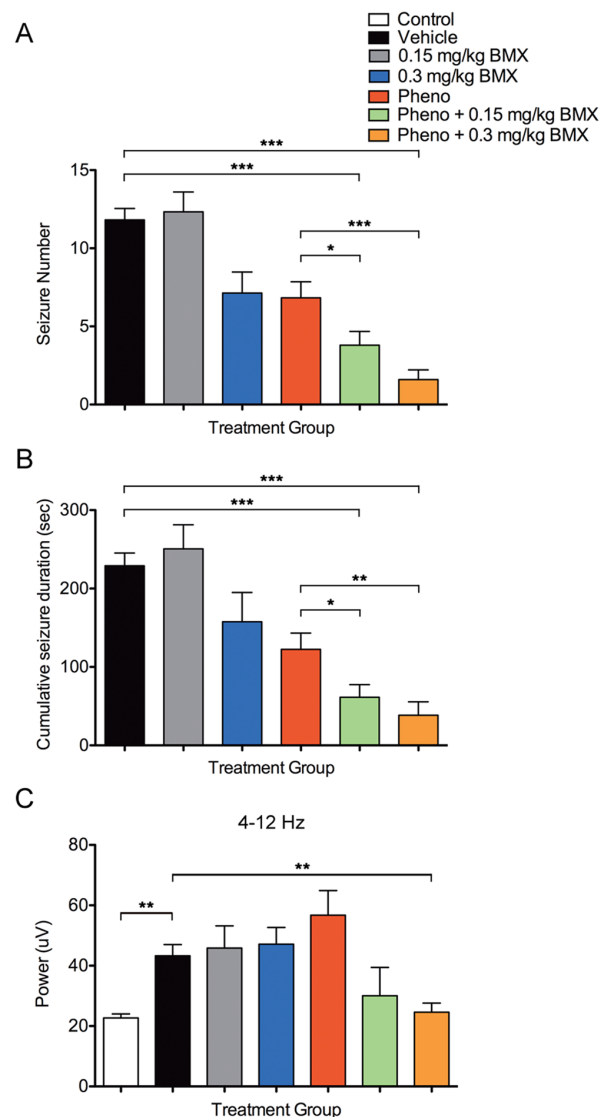 A
Control
Vehicle
0.15 mg/kg BMX
0.3 mg/kg BMX
Pheno
Pheno + 0.15 mg/kg BMX
Pheno + 0.3 mg/kg BMX
***
***
***
*
15
10
5
0
Seizure Number
Treatment Group
B
***
***
**
*
300
200
100
0
Cumulative seizure duration (sec)
Treatment Group
C
4-12 Hz
**
**
80
60
40
20
0
Power (uV)
Treatment Group